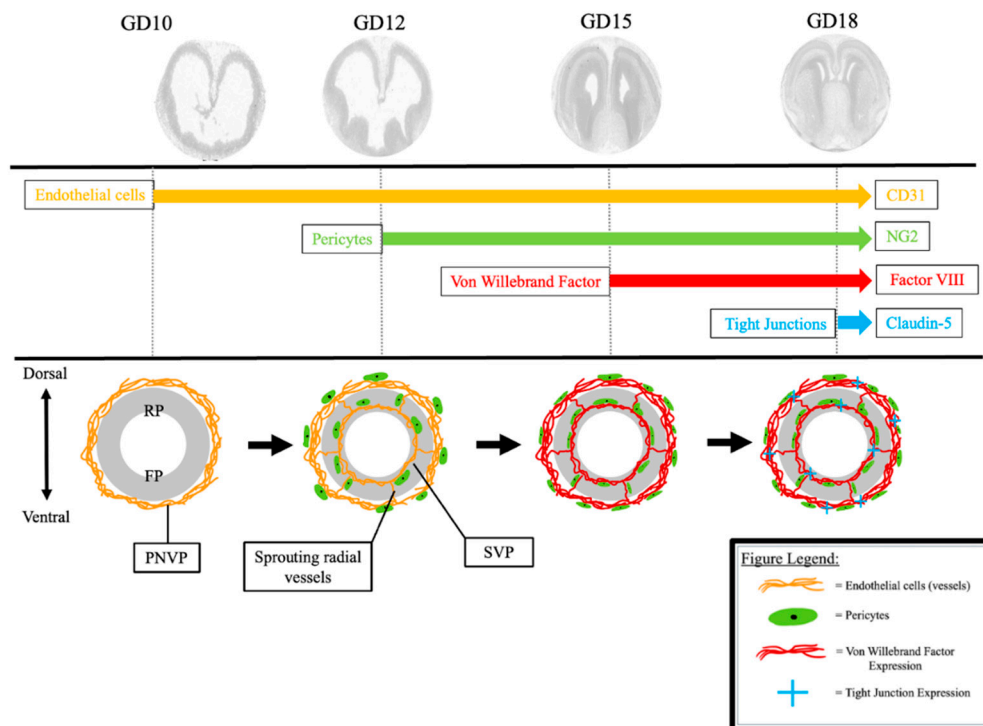 GD10
GD12
GD15
GD18
Endothelial cells
CD31
Pericytes
NG2
Von Willebrand Factor
Factor VIII
Tight Junctions
Claudin-5
Dorsal
Ventral
RP
FP
PNVP
Sprouting radial
vessels
SVP
Figure Legend:
= Endothelial cells (vessels)
= Pericytes
= Von Willebrand Factor
Expression
= Tight Junction Expression